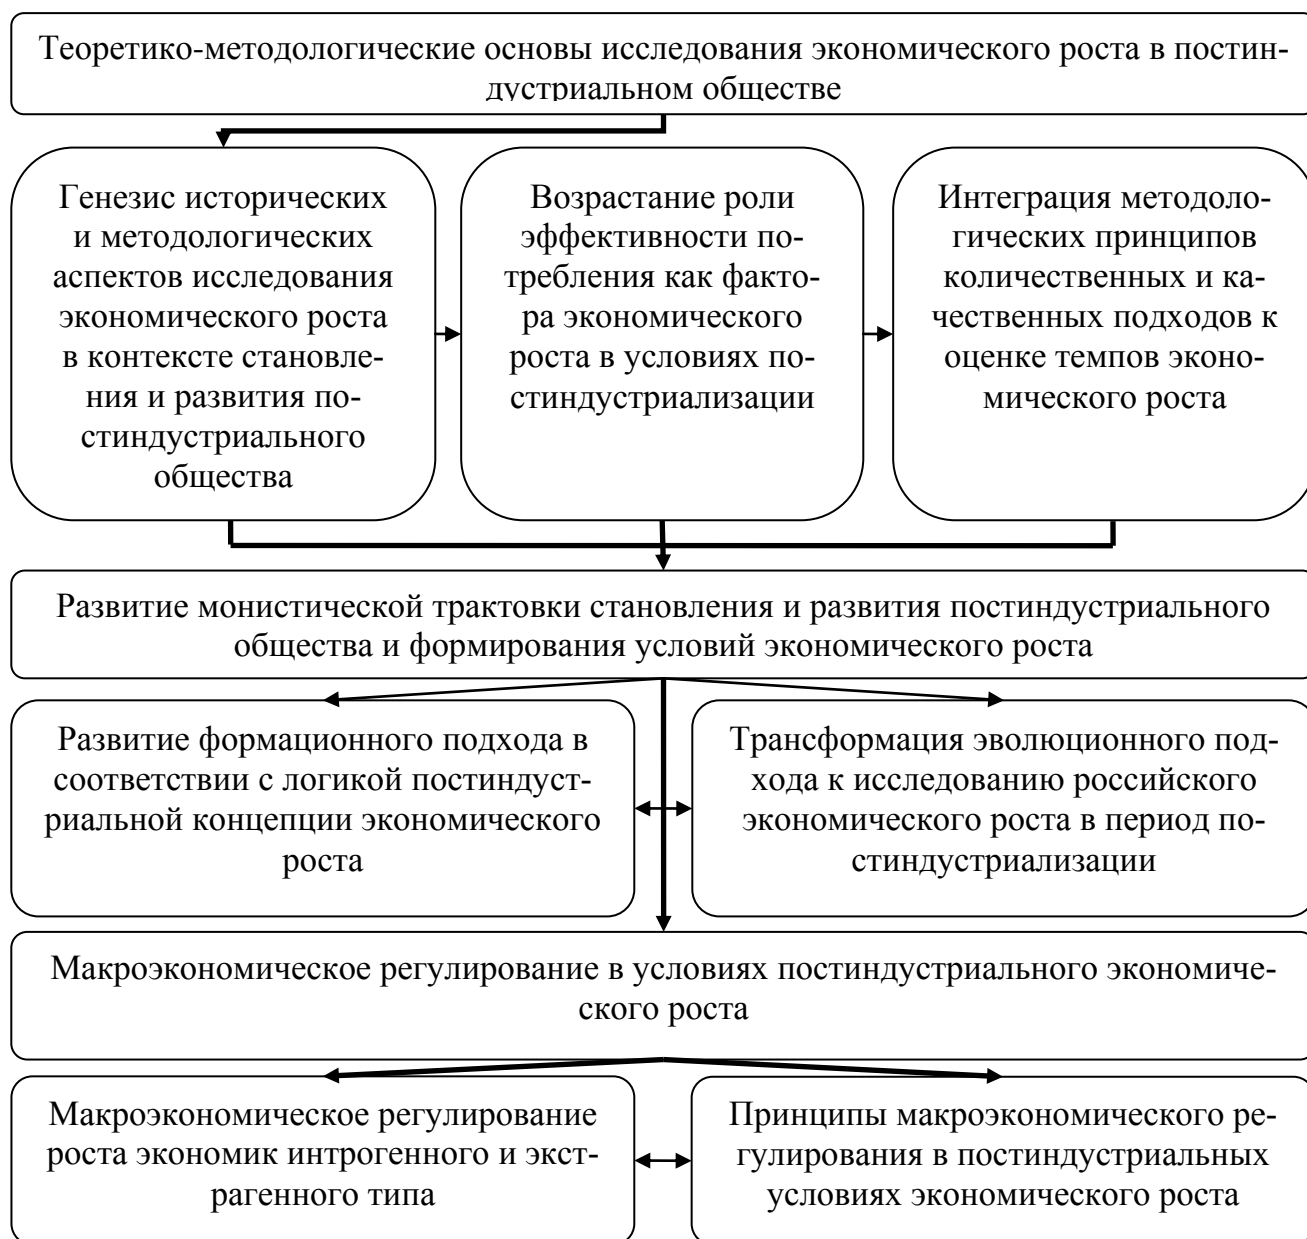 Теоретико-методологические основы исследования экономического роста в постин-
дустриальном обществе
Генезис исторических
и методологических
аспектов исследования
экономического роста
в контексте становле-
ния и развития по-
стиндустриального
общества
Возрастание роли
эффективности по-
требления как факто-
ра экономического
роста в условиях по-
стиндустриализации
Интеграция методоло-
гических принципов
количественных и ка-
чественных подходов к
оценке темпов эконо-
мического роста
Развитие монистической трактовки становления и развития постиндустриального
общества и формирования условий экономического роста
Развитие формационного подхода в
соответствии с логикой постиндуст-
риальной концепции экономического
роста
Трансформация эволюционного под-
хода к исследованию российского
экономического роста в период по-
стиндустриализации
Макроэкономическое регулирование в условиях постиндустриального экономиче-
ского роста
Макроэкономическое регулирование
роста экономик интрогенного и экст-
рагенного типа
Принципы макроэкономического ре-
гулирования в постиндустриальных
условиях экономического роста